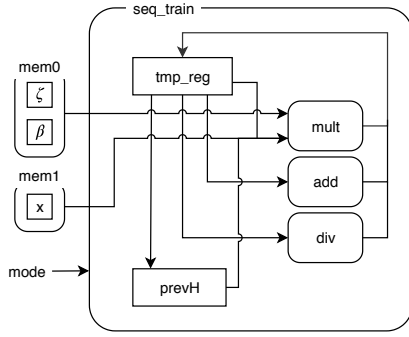 seq_train
mem0
ζ
β
tmp_reg
mult
mem1
x
add
div
mode
prevH